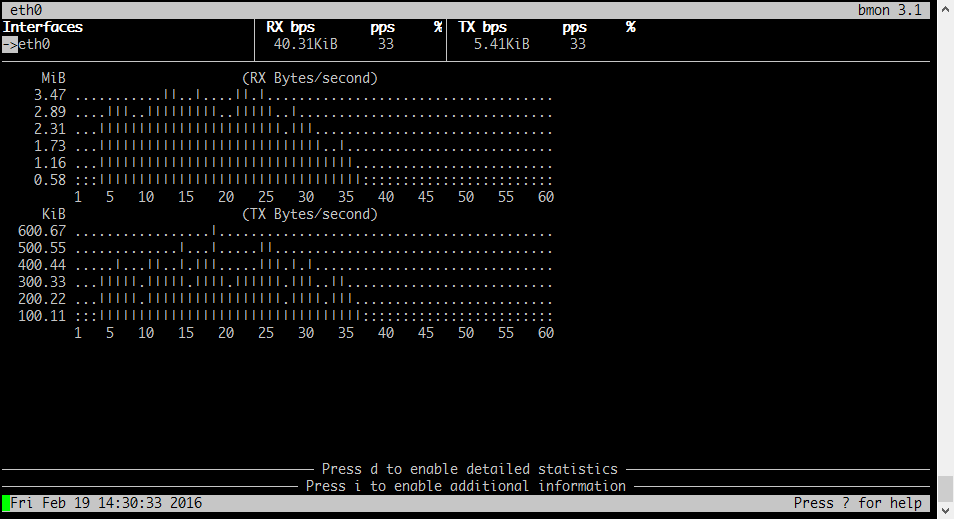 eth0 bmon 3.1
Interfaces RX bps pps % TX bps pps %
->eth0 40.31KiB 33 5.41KiB 33
MiB (RX Bytes/second)
3.47 ...........||..|....||.|....................................
2.89 ....|||..|||||||||..|||||..|................................
2.31 ...|||||||||||||||||||||||.|||..............................
1.73 ...||||||||||||||||||||||||||||..|..........................
1.16 ...||||||||||||||||||||||||||||||||.........................
0.58 :::|||||||||||||||||||||||||||||||||::::::::::::::::::::::::
1 5 10 15 20 25 30 35 40 45 50 55 60
KiB (TX Bytes/second)
600.67 .................|..........................................
500.55 .............|...|.....||...................................
400.44 .....|...||..|.|||.....|||.|.|..............................
300.33 ...|||||.|||||.||||.||||||.|||..||..........................
200.22 ...|||||.|||||||||||.||||||.|||||.|||.........................
100.11 :::|||||||||||||||||||||||||||||||||::::::::::::::::::::::::
1 5 10 15 20 25 30 35 40 45 50 55 60
Press d to enable detailed statistics
Press i to enable additional information
Fri Feb 19 14:30:33 2016 Press ? for help